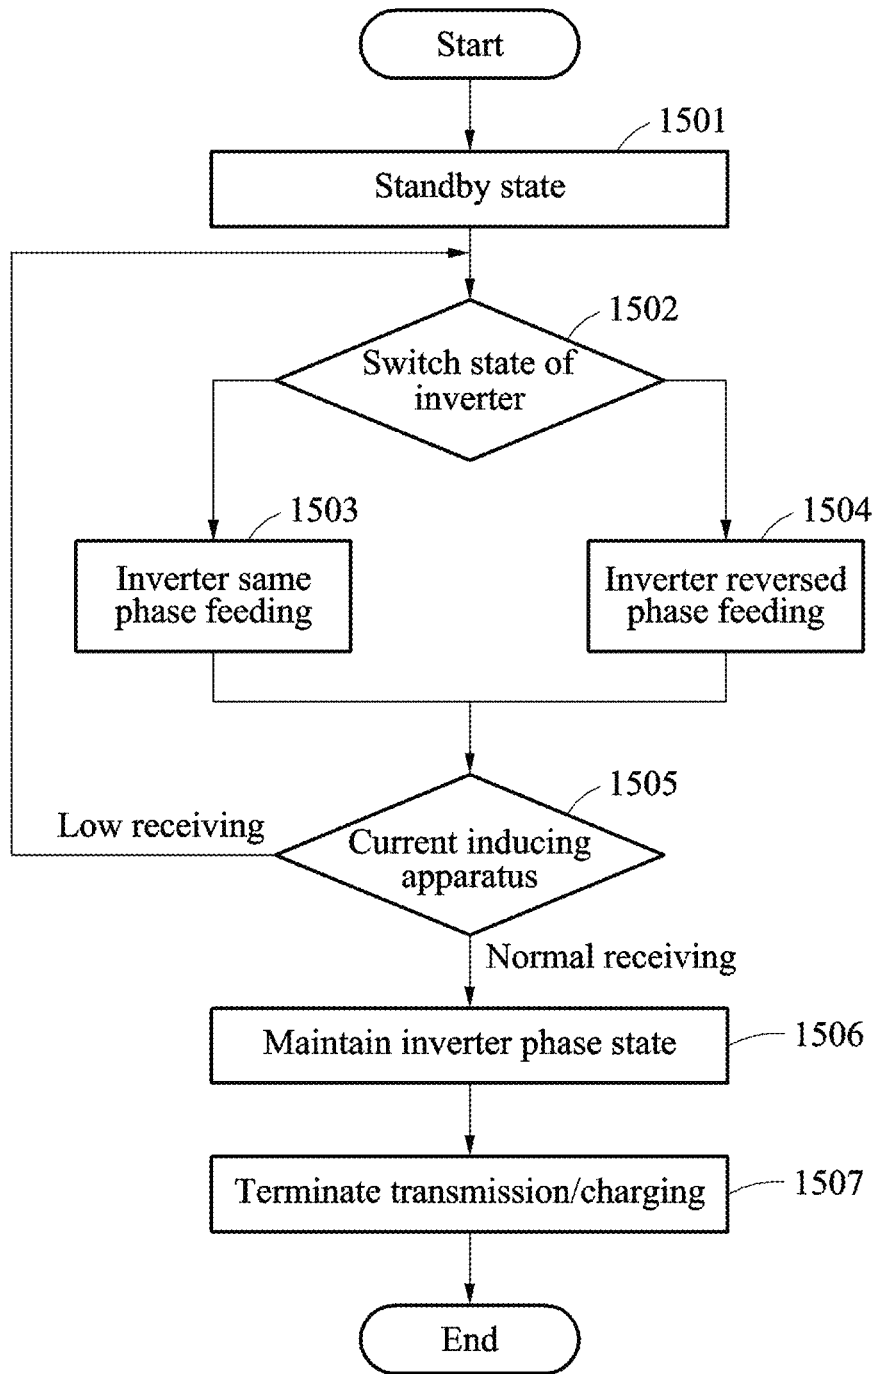 Start
1501
Standby state
1502
Switch state of
inverter
1503
1504
Inverter same
phase feeding
Inverter reversed
phase feeding
1505
Low receiving
Current inducing
apparatus
Normal receiving
Maintain inverter phase state
1506
Terminate transmission/charging
1507
End